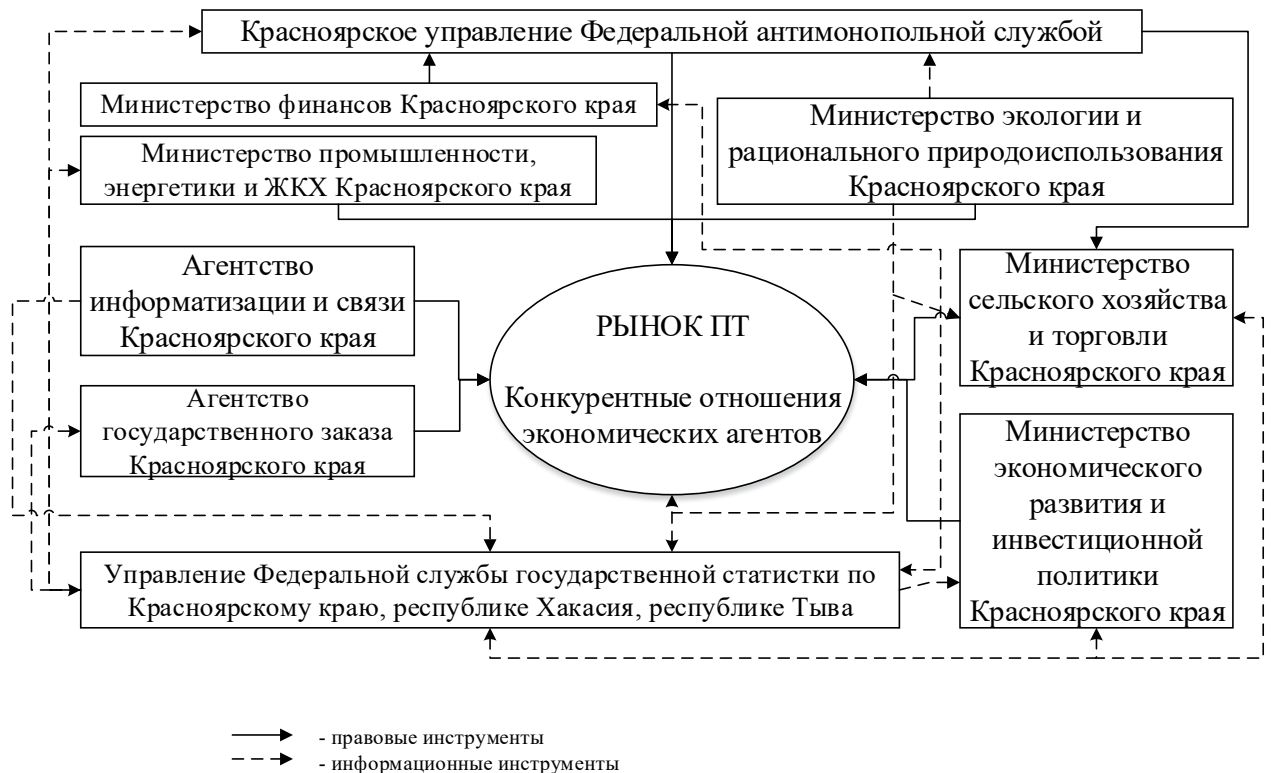 Красноярское управление Федеральной антимонопольной службой
Министерство финансов Красноярского края
Министерство экологии и
рационального природоиспользования
Красноярского края
Министерство промышленности,
энергетики и ЖКХ Красноярского края
Агентство
информатизации и связи
Красноярского края
РЫНОК ПТ
Конкурентные отношения
экономических агентов
Министерство
сельского хозяйства
и торговли
Красноярского края
Агентство
государственного заказа
Красноярского края
Министерство
экономического
развития и
инвестиционной
политики
Красноярского края
Управление Федеральной службы государственной статистки по
Красноярскому краю, республике Хакасия, республике Тыва
- правовые инструменты
- информационные инструменты